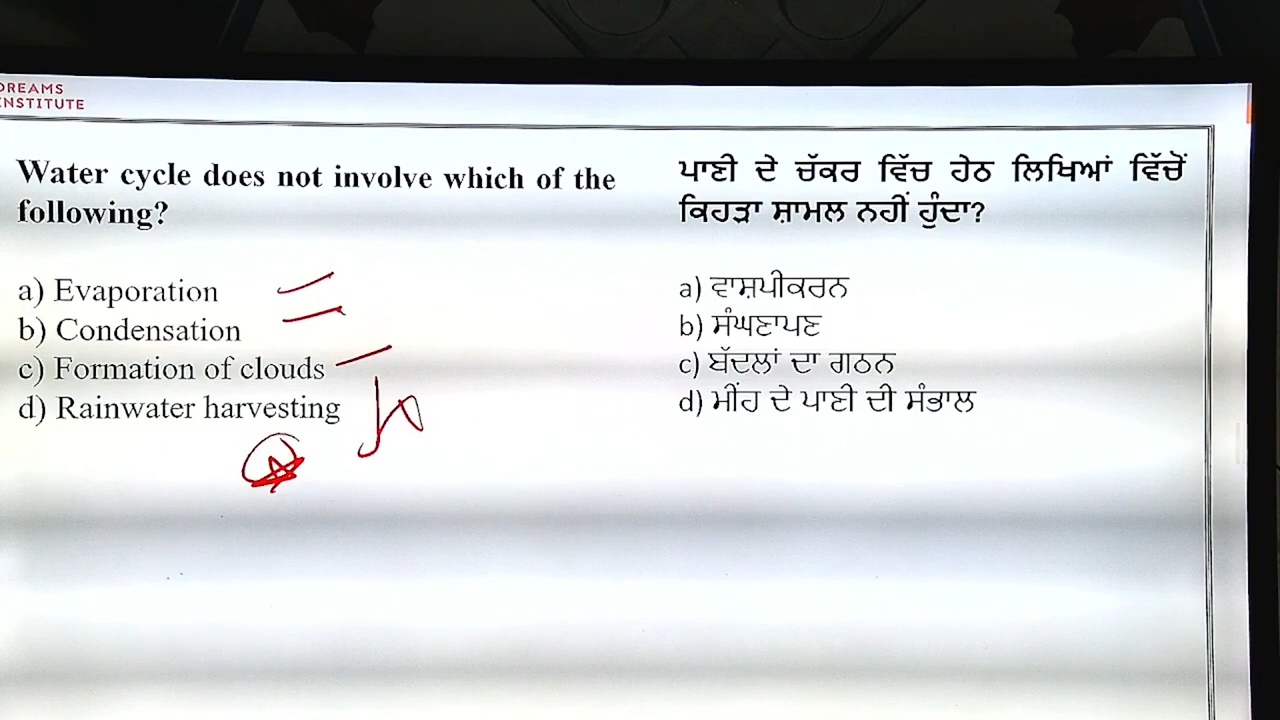 DREAMS
INSTITUTE
Water cycle does not involve which of the
following?
a) Evaporation
b) Condensation
c) Formation of clouds
d) Rainwater harvesting
ਪਾਣੀ ਦੇ ਚੱਕਰ ਵਿੱਚ ਹੇਠ ਲਿਖਿਆਂ ਵਿੱਚੋਂ
ਕਿਹੜਾ ਸ਼ਾਮਲ ਨਹੀਂ ਹੁੰਦਾ?
a) ਵਾਸ਼ਪੀਕਰਨ
b) ਸੰਘਣਾਪਣ
c) ਬੱਦਲਾਂ ਦਾ ਗਠਨ
d) ਮੀਂਹ ਦੇ ਪਾਣੀ ਦੀ ਸੰਭਾਲ